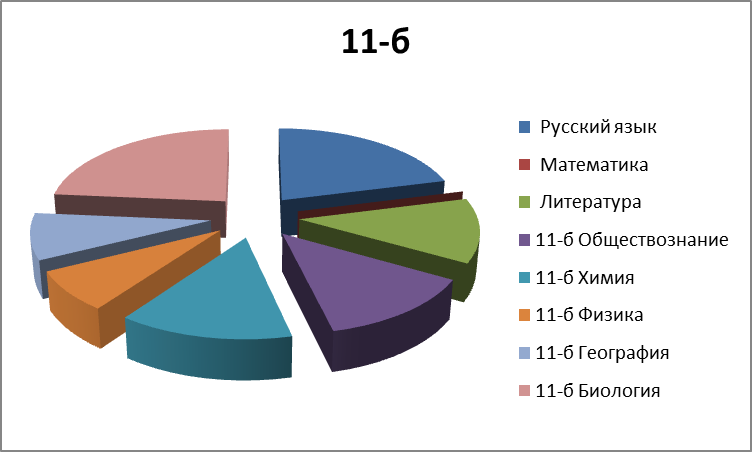 11-б
Русский язык
Математика
Литература
11-б Обществознание
11-б Химия
11-б Физика
11-б География
11-б Биология